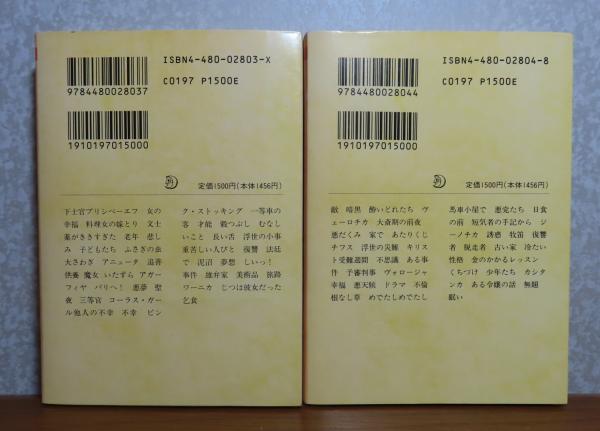 ISBN4-480-02803-X
C0197 P1500E
9784480028037
1910197015000
定価1500円(本体1456円)
下士官プリシベーエフ 女の
幸福 料理女の嫁とり 文士
薬がききすぎた 老年 悲し
み 子どもたち ふさぎの虫
大さわぎ アニュータ 追善
供養 魔女 いたずら アガー
フィヤ パリへ! 悪夢 聖
夜 三等官 コーラス・ガー
ル 他人の不幸 不幸 ピン
ク・ストッキング 一等車の
客 才能 殺つぶし むなし
いこと 長い舌 浮世の小事
重苦しい人びと 復讐 法廷
で 泥沼 夢想 しいっ!
事件 雄弁家 美術品 旅路
ワーニカ じつは彼女だった
乞食
ISBN4-480-02804-8
C0197 P1500E
9784480028044
1910197015000
定価1500円(本体1456円)
敵 暗黒 酔いどれたち ヴ
ェーロチカ 大斎期の前夜
悪だくみ 家で あたりくじ
チフス 浮世の災難 キリス
ト受難週間 不思議 ある事
件 予審判事 ヴォロージャ
幸福 悪天候 ドラマ 不倫
根なし草 めでたしめでたし
馬車小屋で 悪党たち 日食
の前 短気者の手記から ジ
ーノチカ 誘惑 牧笛 復讐
者 脱走者 古い家 冷たい
性格 金のかかるレッスン
くちづけ 少年たち カシタ
ンカ ある令嬢の話 無題
眠い